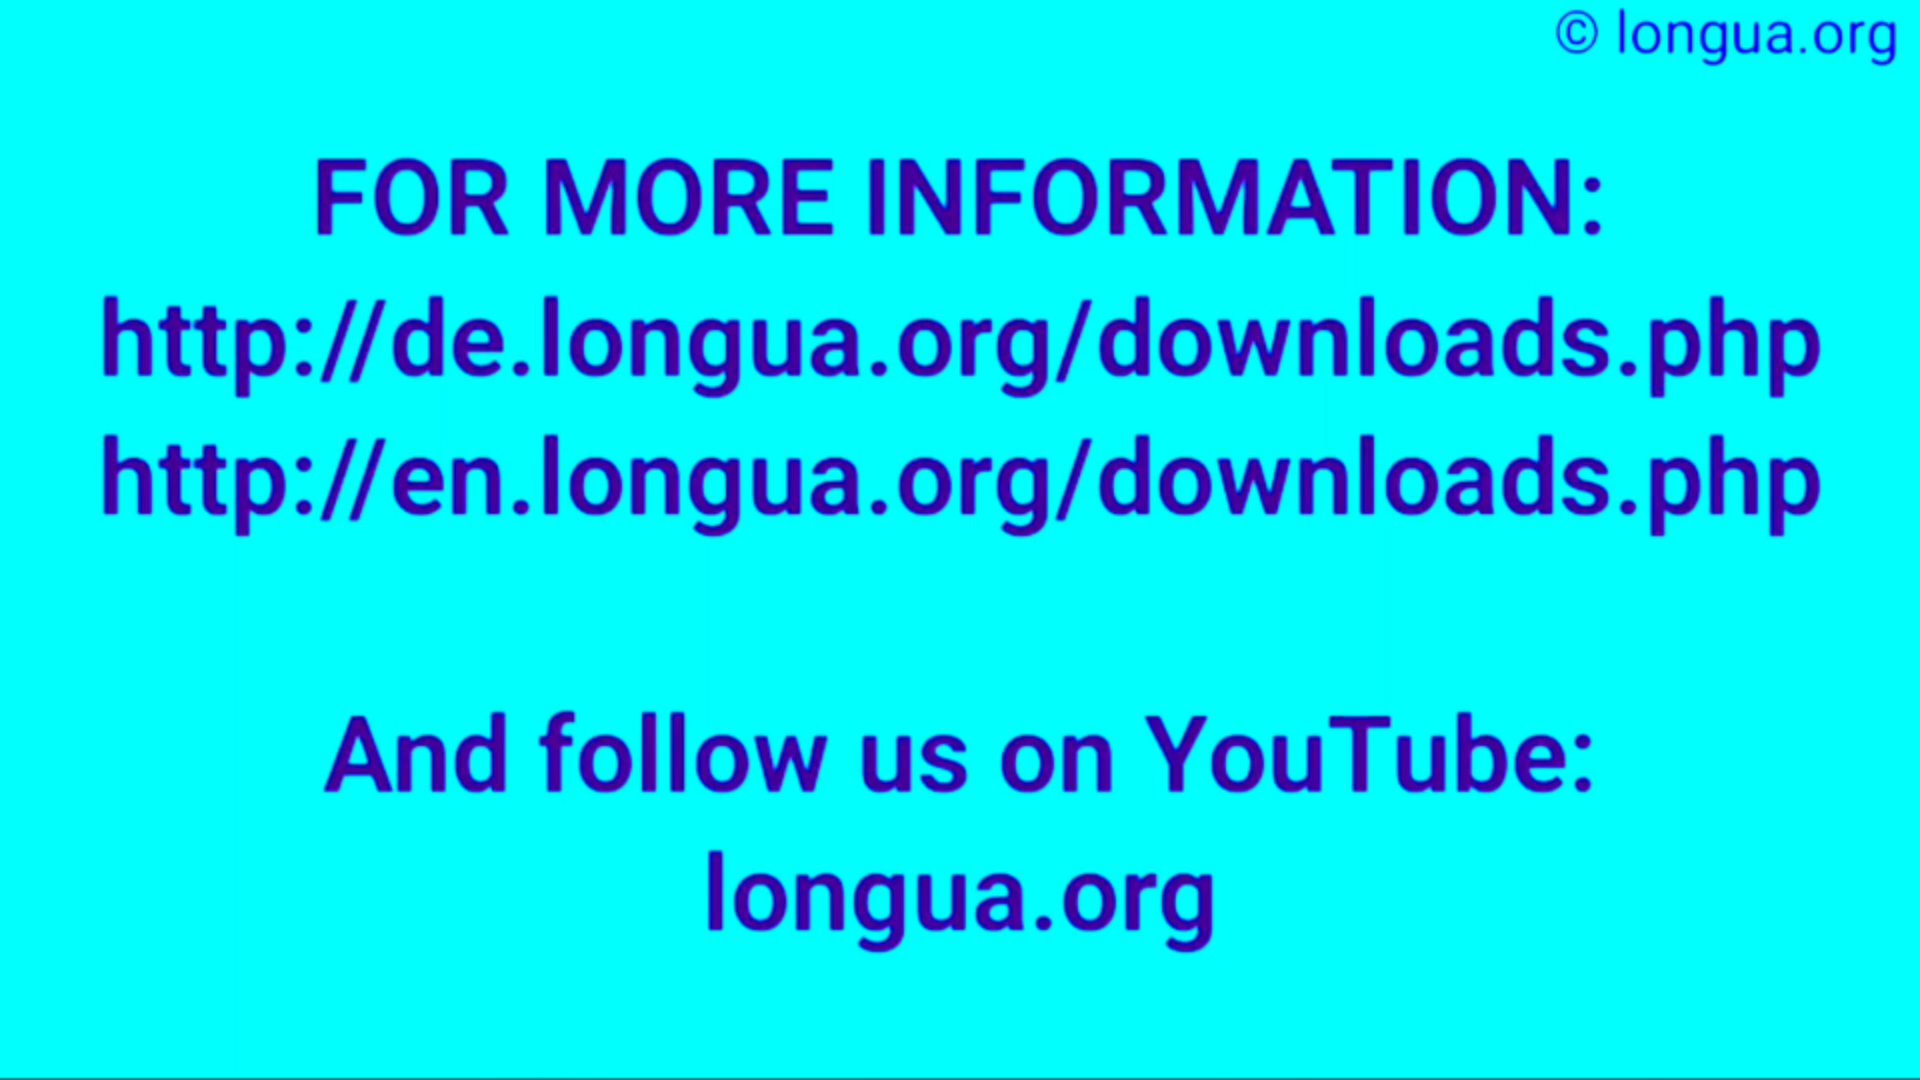 © longua.org
FOR MORE INFORMATION:
http://de.longua.org/downloads.php
http://en.longua.org/downloads.php
And follow us on YouTube:
longua.org